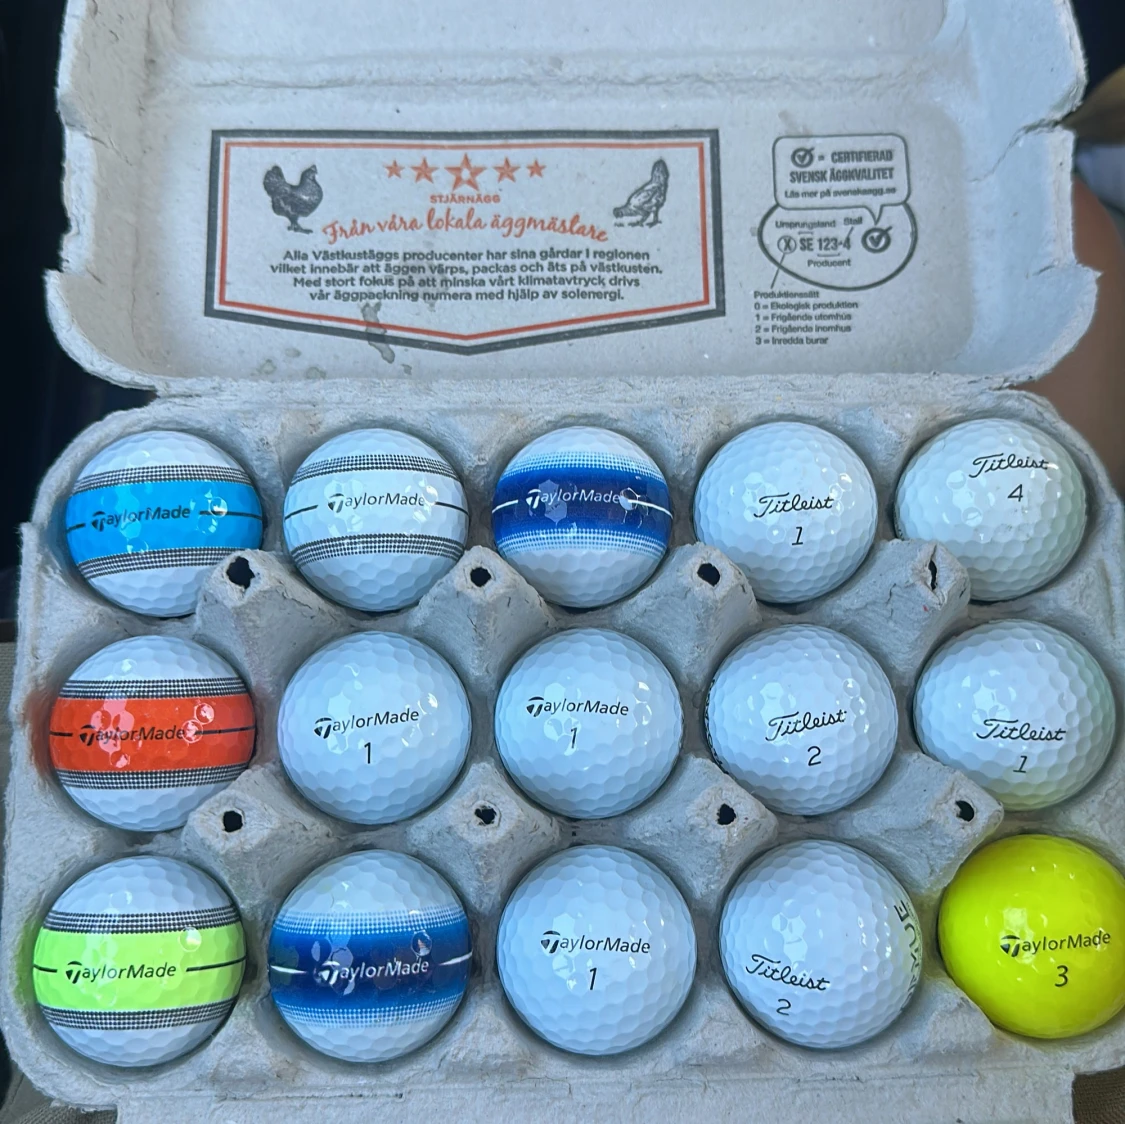 STJÄRNÄGG
Från våra lokala äggmästare
Alla Västkustäggs producenter har sina gårdar i regionen
vilket innebär att äggen värps, packas och äts på västkusten.
Med stort fokus på att minska vårt klimatavtryck drivs
vår äggpackning numera med hjälp av solenergi.
= CERTIFIERAD
SVENSK ÄGGKVALITET
Läs mer på svenskaagg.se
Ursprungsland Stall
X SE 123-4
Producent
Produktionssätt
0 = Ekologisk produktion
1 = Frigående utomhus
2 = Frigående inomhus
3 = Inredda burar
TaylorMade
TaylorMade
TaylorMade
Titleist
1
Titleist
4
TaylorMade
TaylorMade
1
TaylorMade
1
Titleist
2
Titleist
1
TaylorMade
TaylorMade
TaylorMade
1
Titleist
2
TaylorMade
3